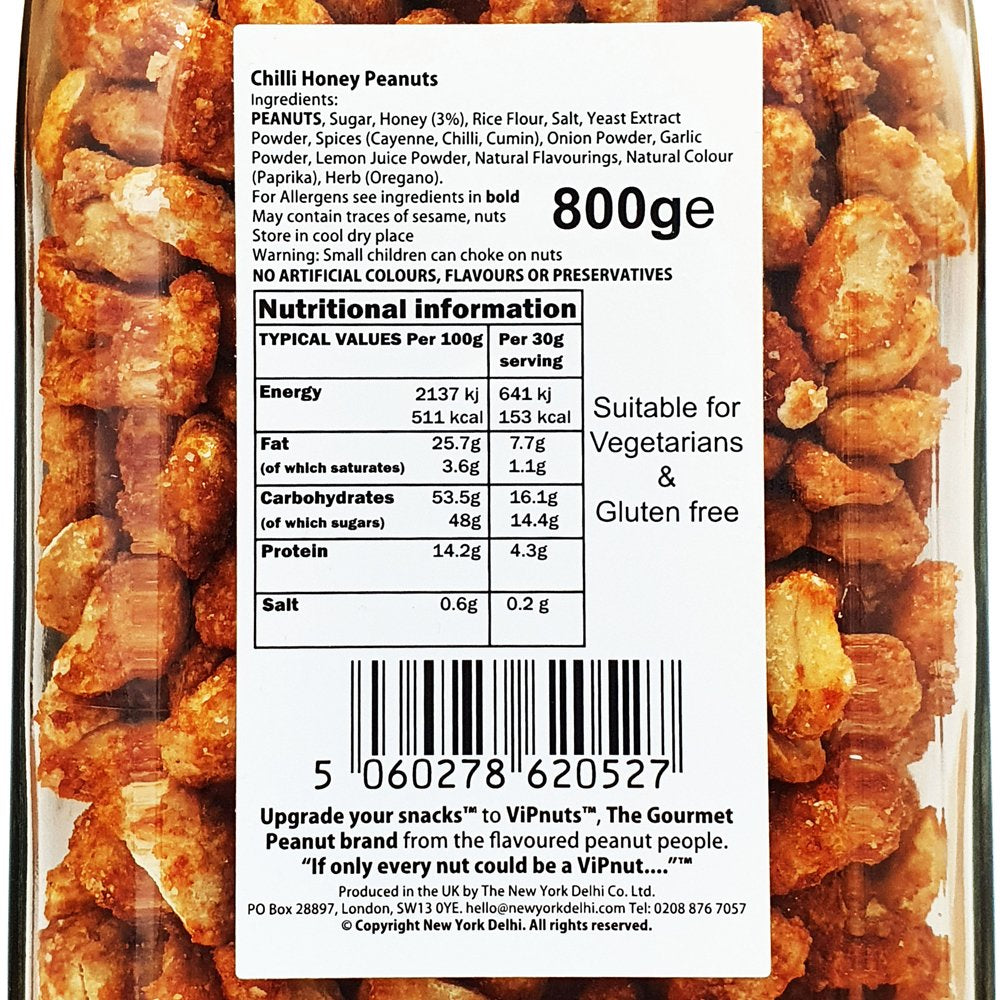 Chilli Honey Peanuts
Ingredients:
PEANUTS, Sugar, Honey (3%), Rice Flour, Salt, Yeast Extract
Powder, Spices (Cayenne, Chilli, Cumin), Onion Powder, Garlic
Powder, Lemon Juice Powder, Natural Flavourings, Natural Colour
(Paprika), Herb (Oregano).
For Allergens see ingredients in bold
May contain traces of sesame, nuts
Store in cool dry place
Warning: Small children can choke on nuts
800ge
NO ARTIFICIAL COLOURS, FLAVOURS OR PRESERVATIVES
Nutritional information
TYPICAL VALUES Per 100g Per 30g
serving
Energy 2137 kj 641 kj
511 kcal 153 kcal
Fat 25.7g 7.7g
(of which saturates) 3.6g 1.1g
Carbohydrates 53.5g 16.1g
(of which sugars) 48g 14.4g
Protein 14.2g 4.3g
Salt 0.6g 0.2 g
Suitable for
Vegetarians
&
Gluten free
5 060278 620527
Upgrade your snacks™ to ViPnuts™, The Gourmet
Peanut brand from the flavoured peanut people.
“If only every nut could be a ViPnut....”™
Produced in the UK by The New York Delhi Co. Ltd.
PO Box 28897, London, SW13 0YE. hello@newyorkdelhi.com Tel: 0208 876 7057
© Copyright New York Delhi. All rights reserved.